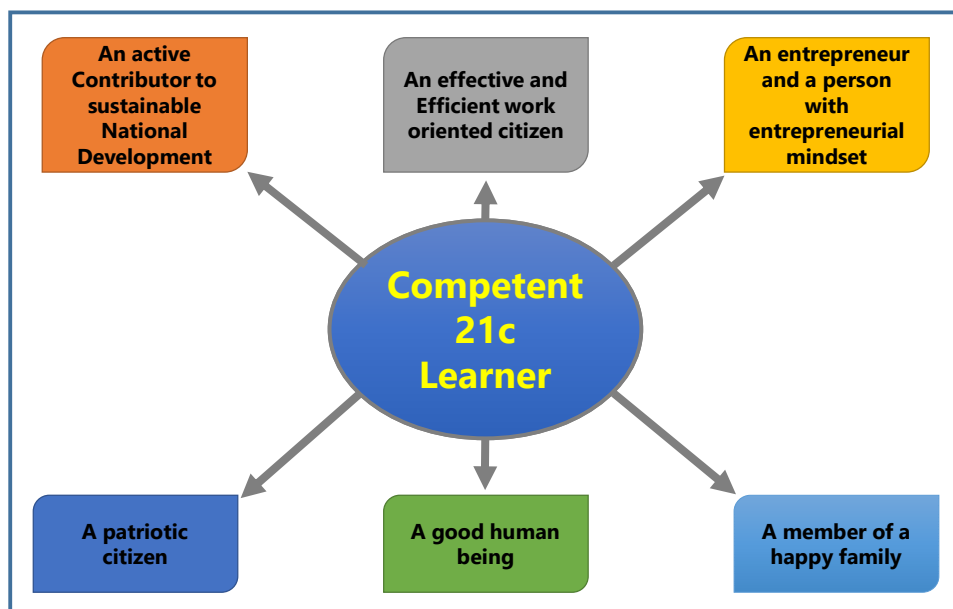 An active
Contributor to
sustainable
National
Development
An effective and
Efficient work
oriented citizen
An entrepreneur
and a person
with
entrepreneurial
mindset
Competent
21c
Learner
A patriotic
citizen
A good human
being
A member of a
happy family